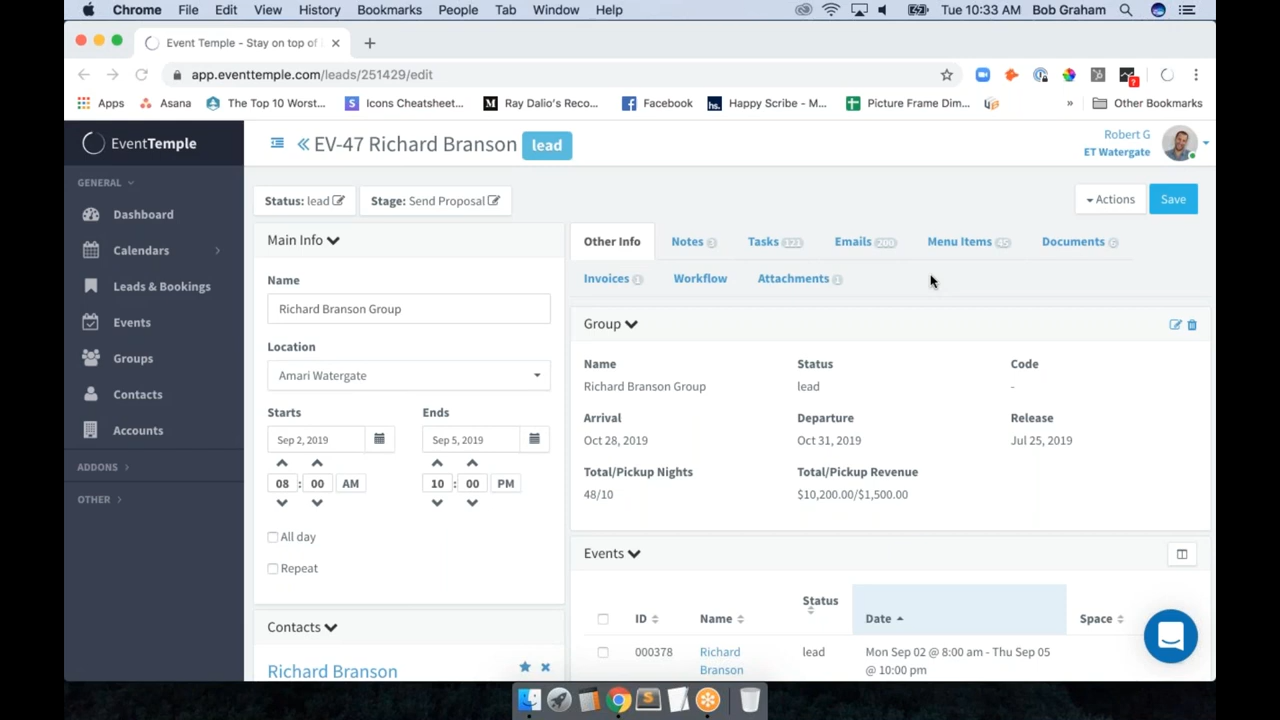 Chrome File Edit View History Bookmarks People Tab Window Help Tue 10:33 AM Bob Graham
Event Temple - Stay on top of
app.eventtemple.com/leads/251429/edit
Apps Asana The Top 10 Worst... Icons Cheatsheet... Ray Dalio's Reco... Facebook Happy Scribe - M... Picture Frame Dim... » Other Bookmarks
EventTemple
EV-47 Richard Branson lead
Robert G
ET Watergate
GENERAL
Dashboard
Calendars
Leads & Bookings
Events
Groups
Contacts
Accounts
ADDONS
OTHER
Status: lead Stage: Send Proposal
Actions Save
Main Info
Name
Richard Branson Group
Location
Amari Watergate
Starts Ends
Sep 2, 2019 Sep 5, 2019
08 : 00 AM 10 : 00 PM
All day
Repeat
Contacts
Richard Branson
Other Info Notes Tasks 121 Emails 200 Menu Items 45 Documents
Invoices Workflow Attachments
Group
Name Status Code
Richard Branson Group lead -
Arrival Departure Release
Oct 28, 2019 Oct 31, 2019 Jul 25, 2019
Total/Pickup Nights Total/Pickup Revenue
48/10 $10,200.00/$1,500.00
Events
ID Name Status Date Space
000378 Richard Branson lead Mon Sep 02 @ 8:00 am - Thu Sep 05 @ 10:00 pm